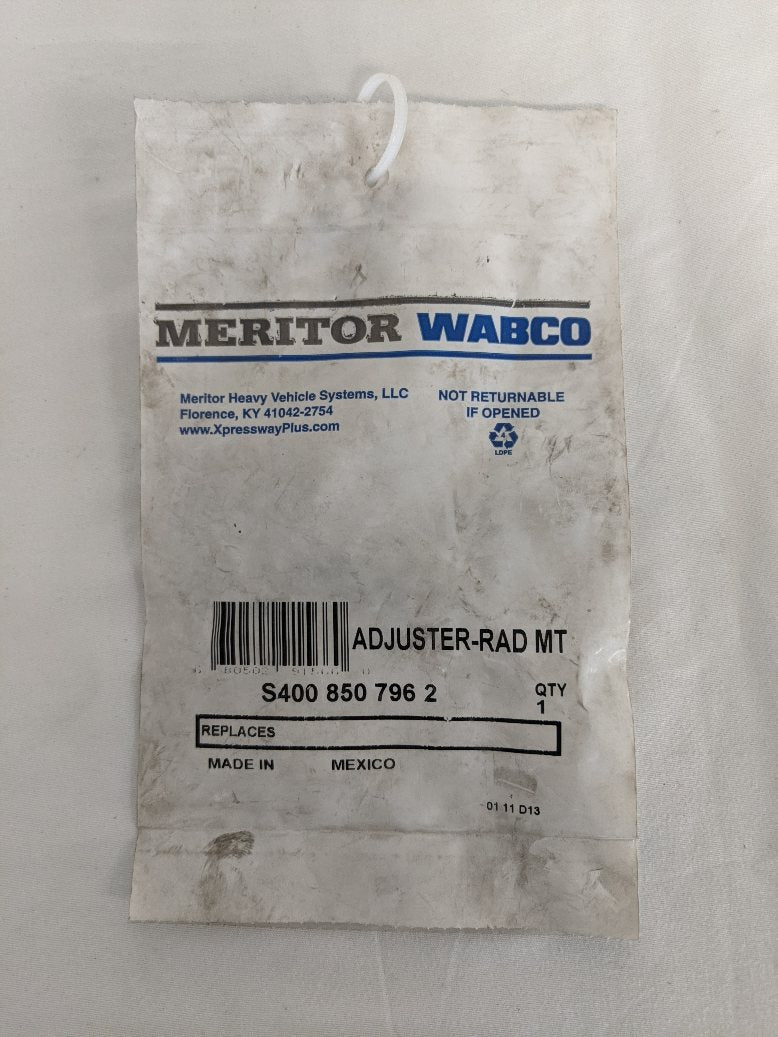 MERITOR WABCO
Meritor Heavy Vehicle Systems, LLC
Florence, KY 41042-2754
www.XpresswayPlus.com
NOT RETURNABLE
IF OPENED
4
LDPE
ADJUSTER-RAD MT
S400 850 796 2
QTY
1
REPLACES
MADE IN MEXICO
01 11 D13